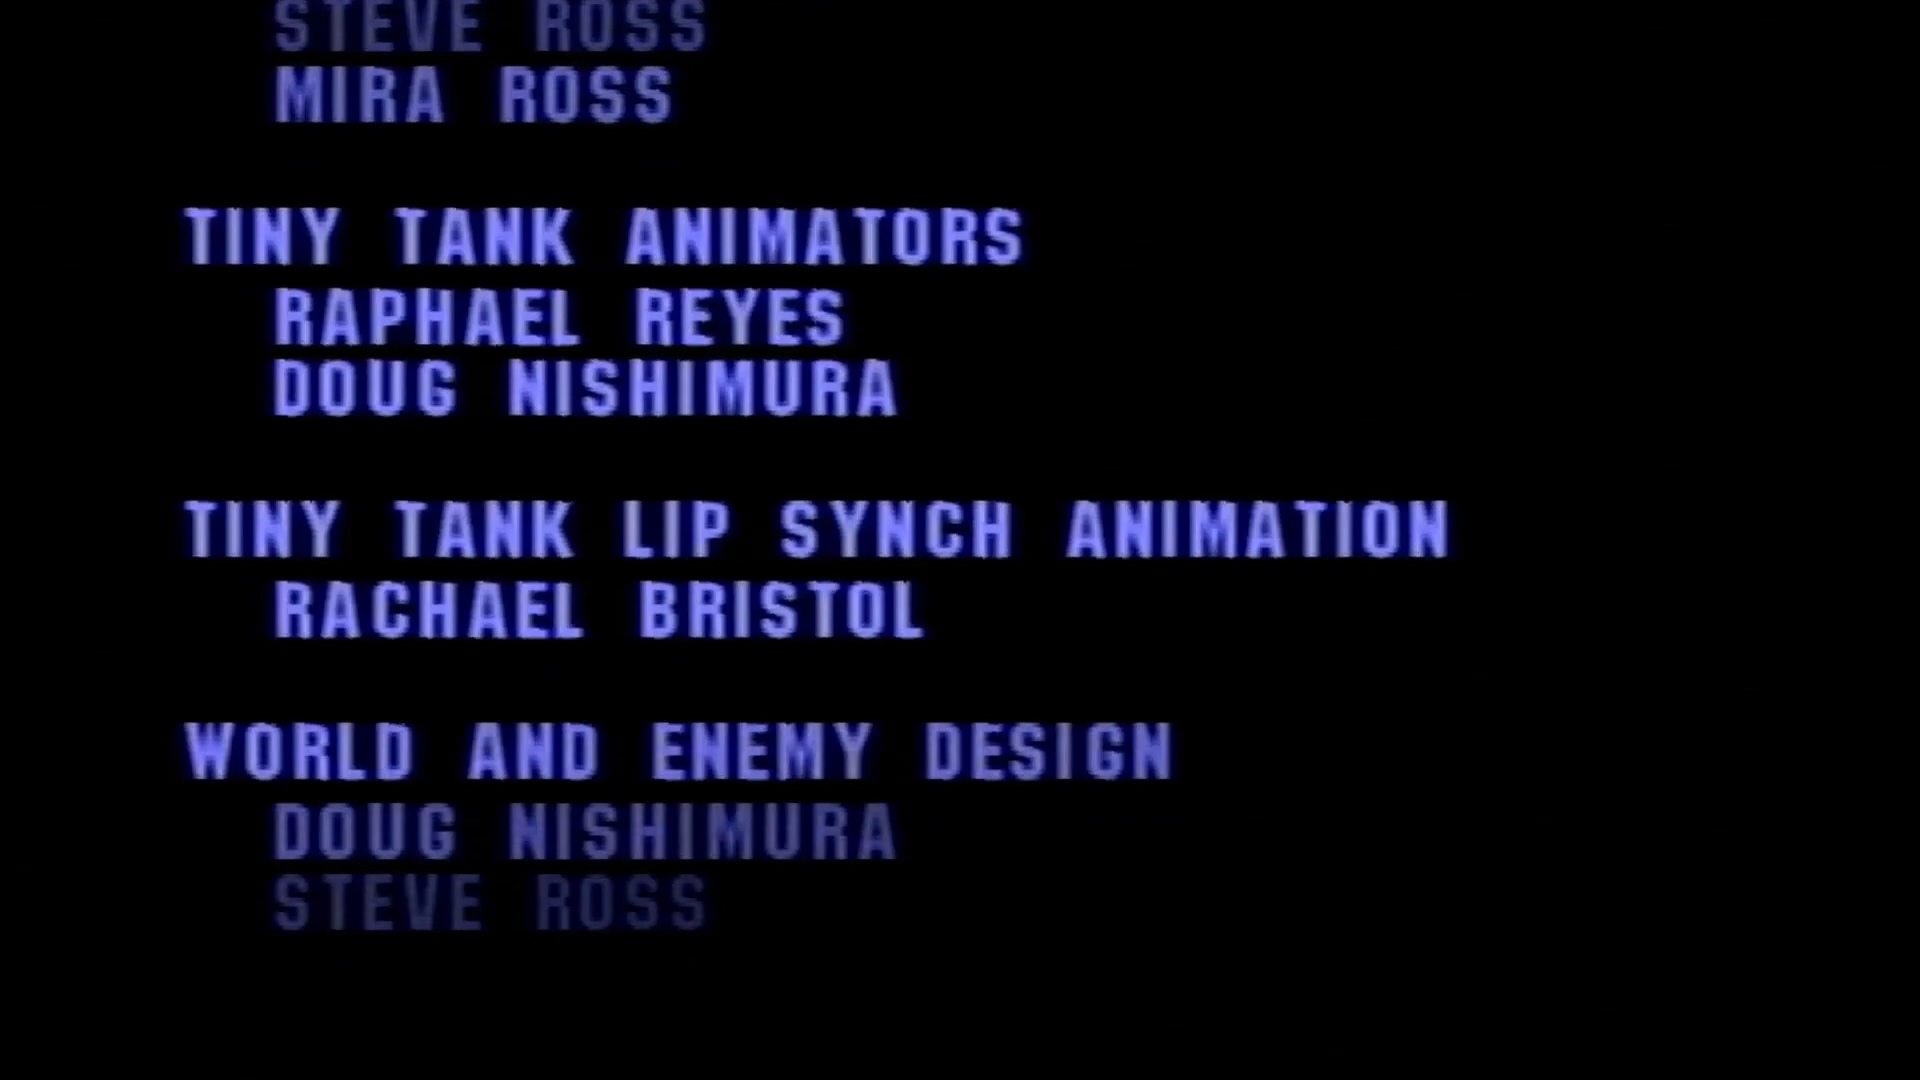 STEVE ROSS
MIRA ROSS
TINY TANK ANIMATORS
RAPHAEL REYES
DOUG NISHIMURA
TINY TANK LIP SYNCH ANIMATION
RACHAEL BRISTOL
WORLD AND ENEMY DESIGN
DOUG NISHIMURA
STEVE ROSS